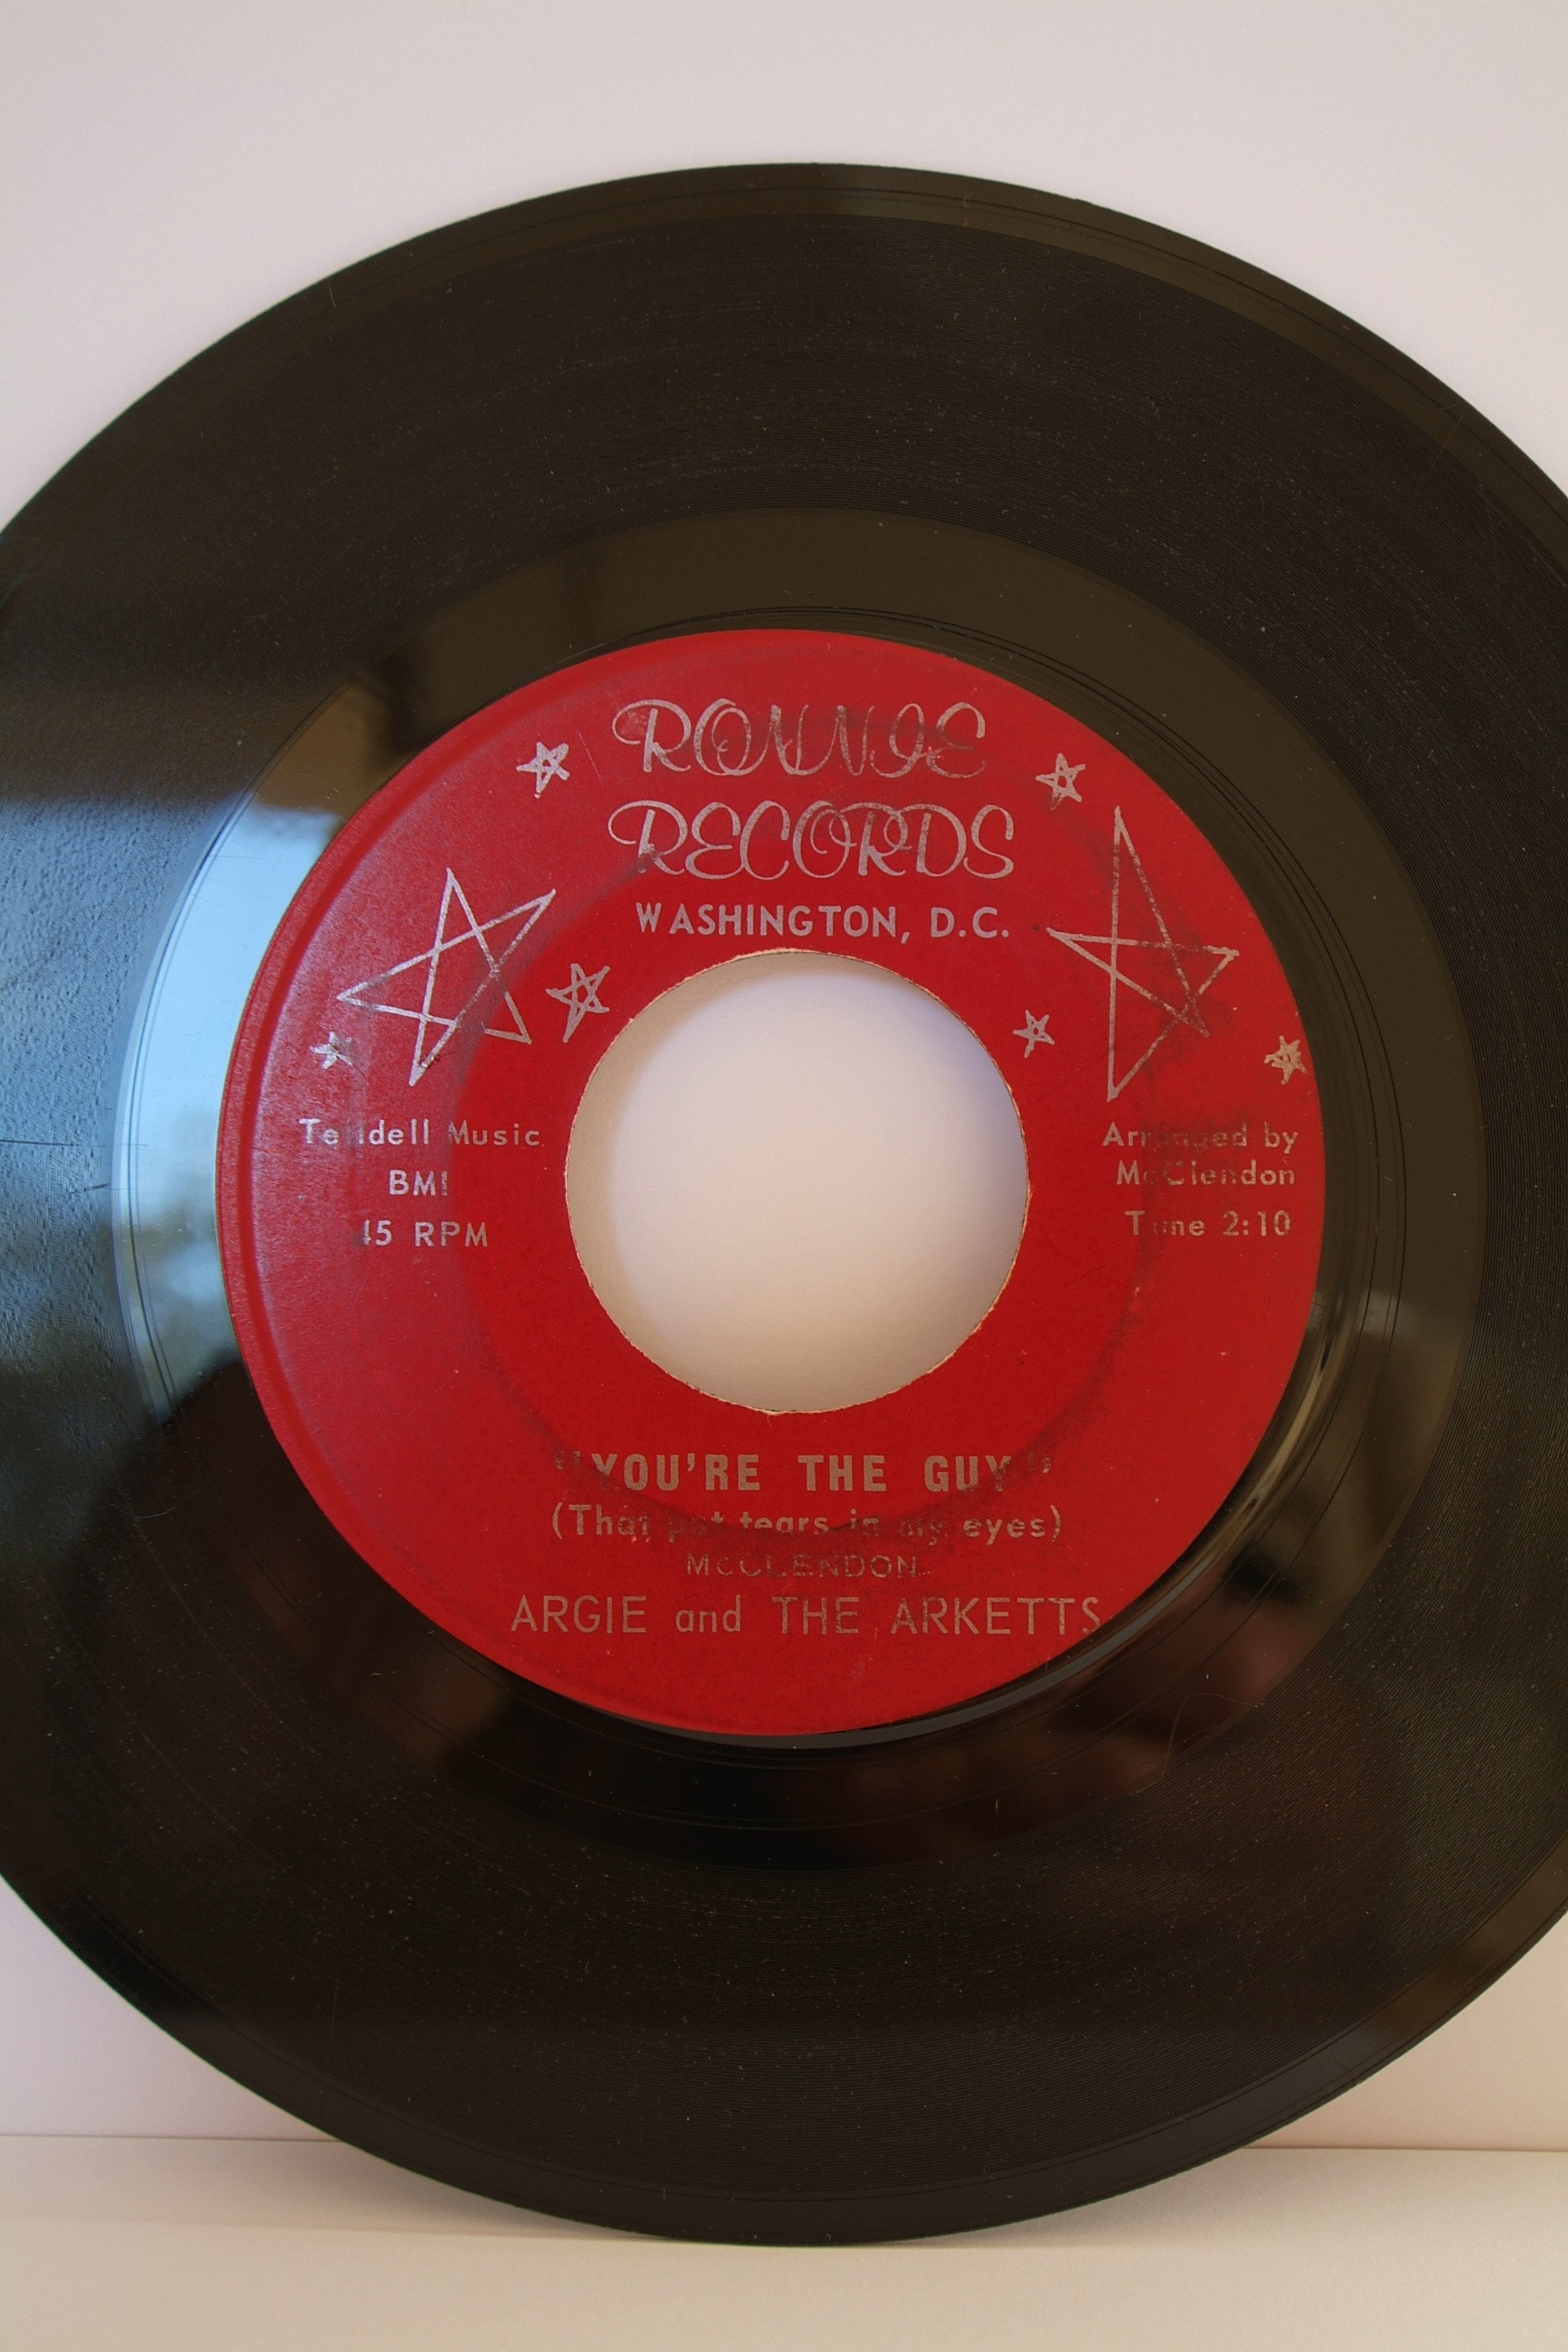 RONNIE
RECORDS
WASHINGTON, D.C.
Tendell Music
BMI
45 RPM
Arranged by
McClendon
Time 2:10
"YOU'RE THE GUY"
(That put tears in my eyes)
McCLENDON
ARGIE and THE ARKETTS